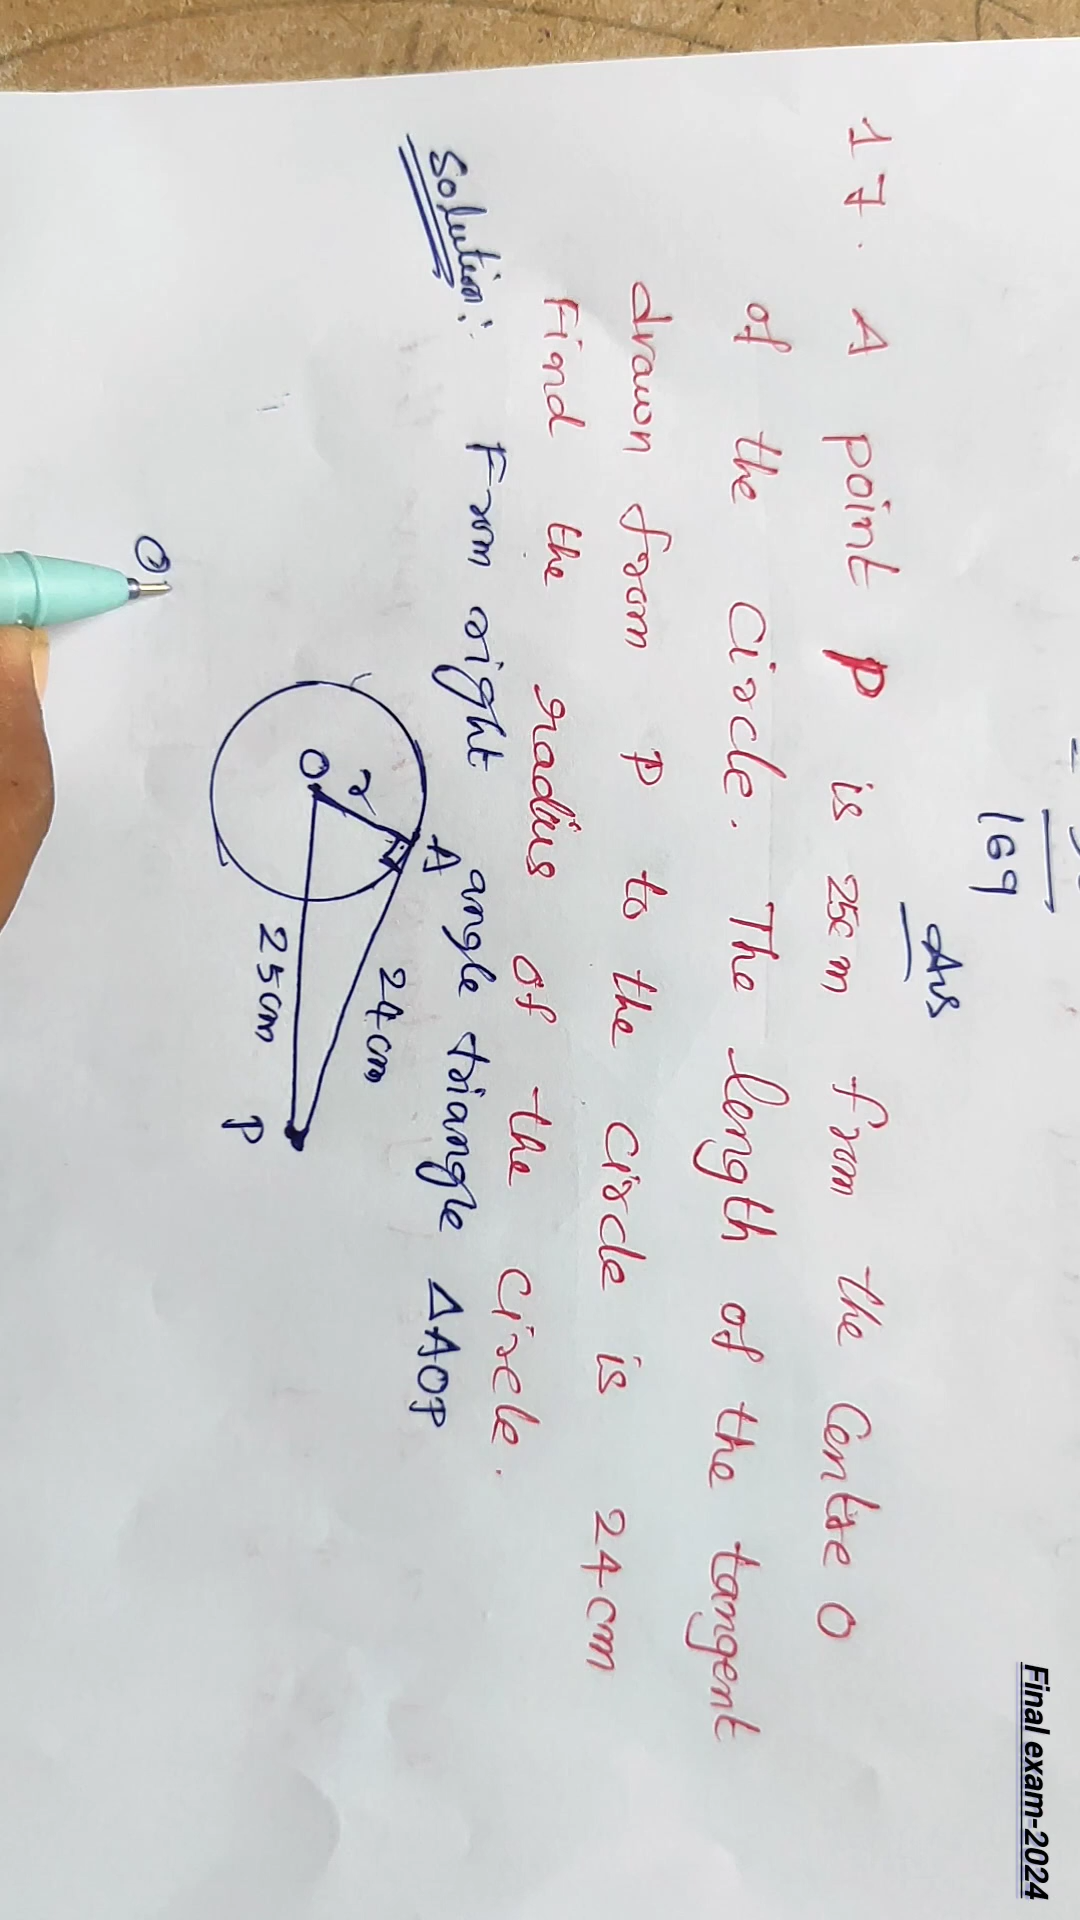 Final exam-2024
169
Ans
17. A point P is 25cm from the Centre O
of the Circle. The length of the tangent
drawn from P to the circle is 24cm
Find the radius of the circle.
Solution: From right angle triangle ΔAOP
A
24cm
r
O
25cm
P
O